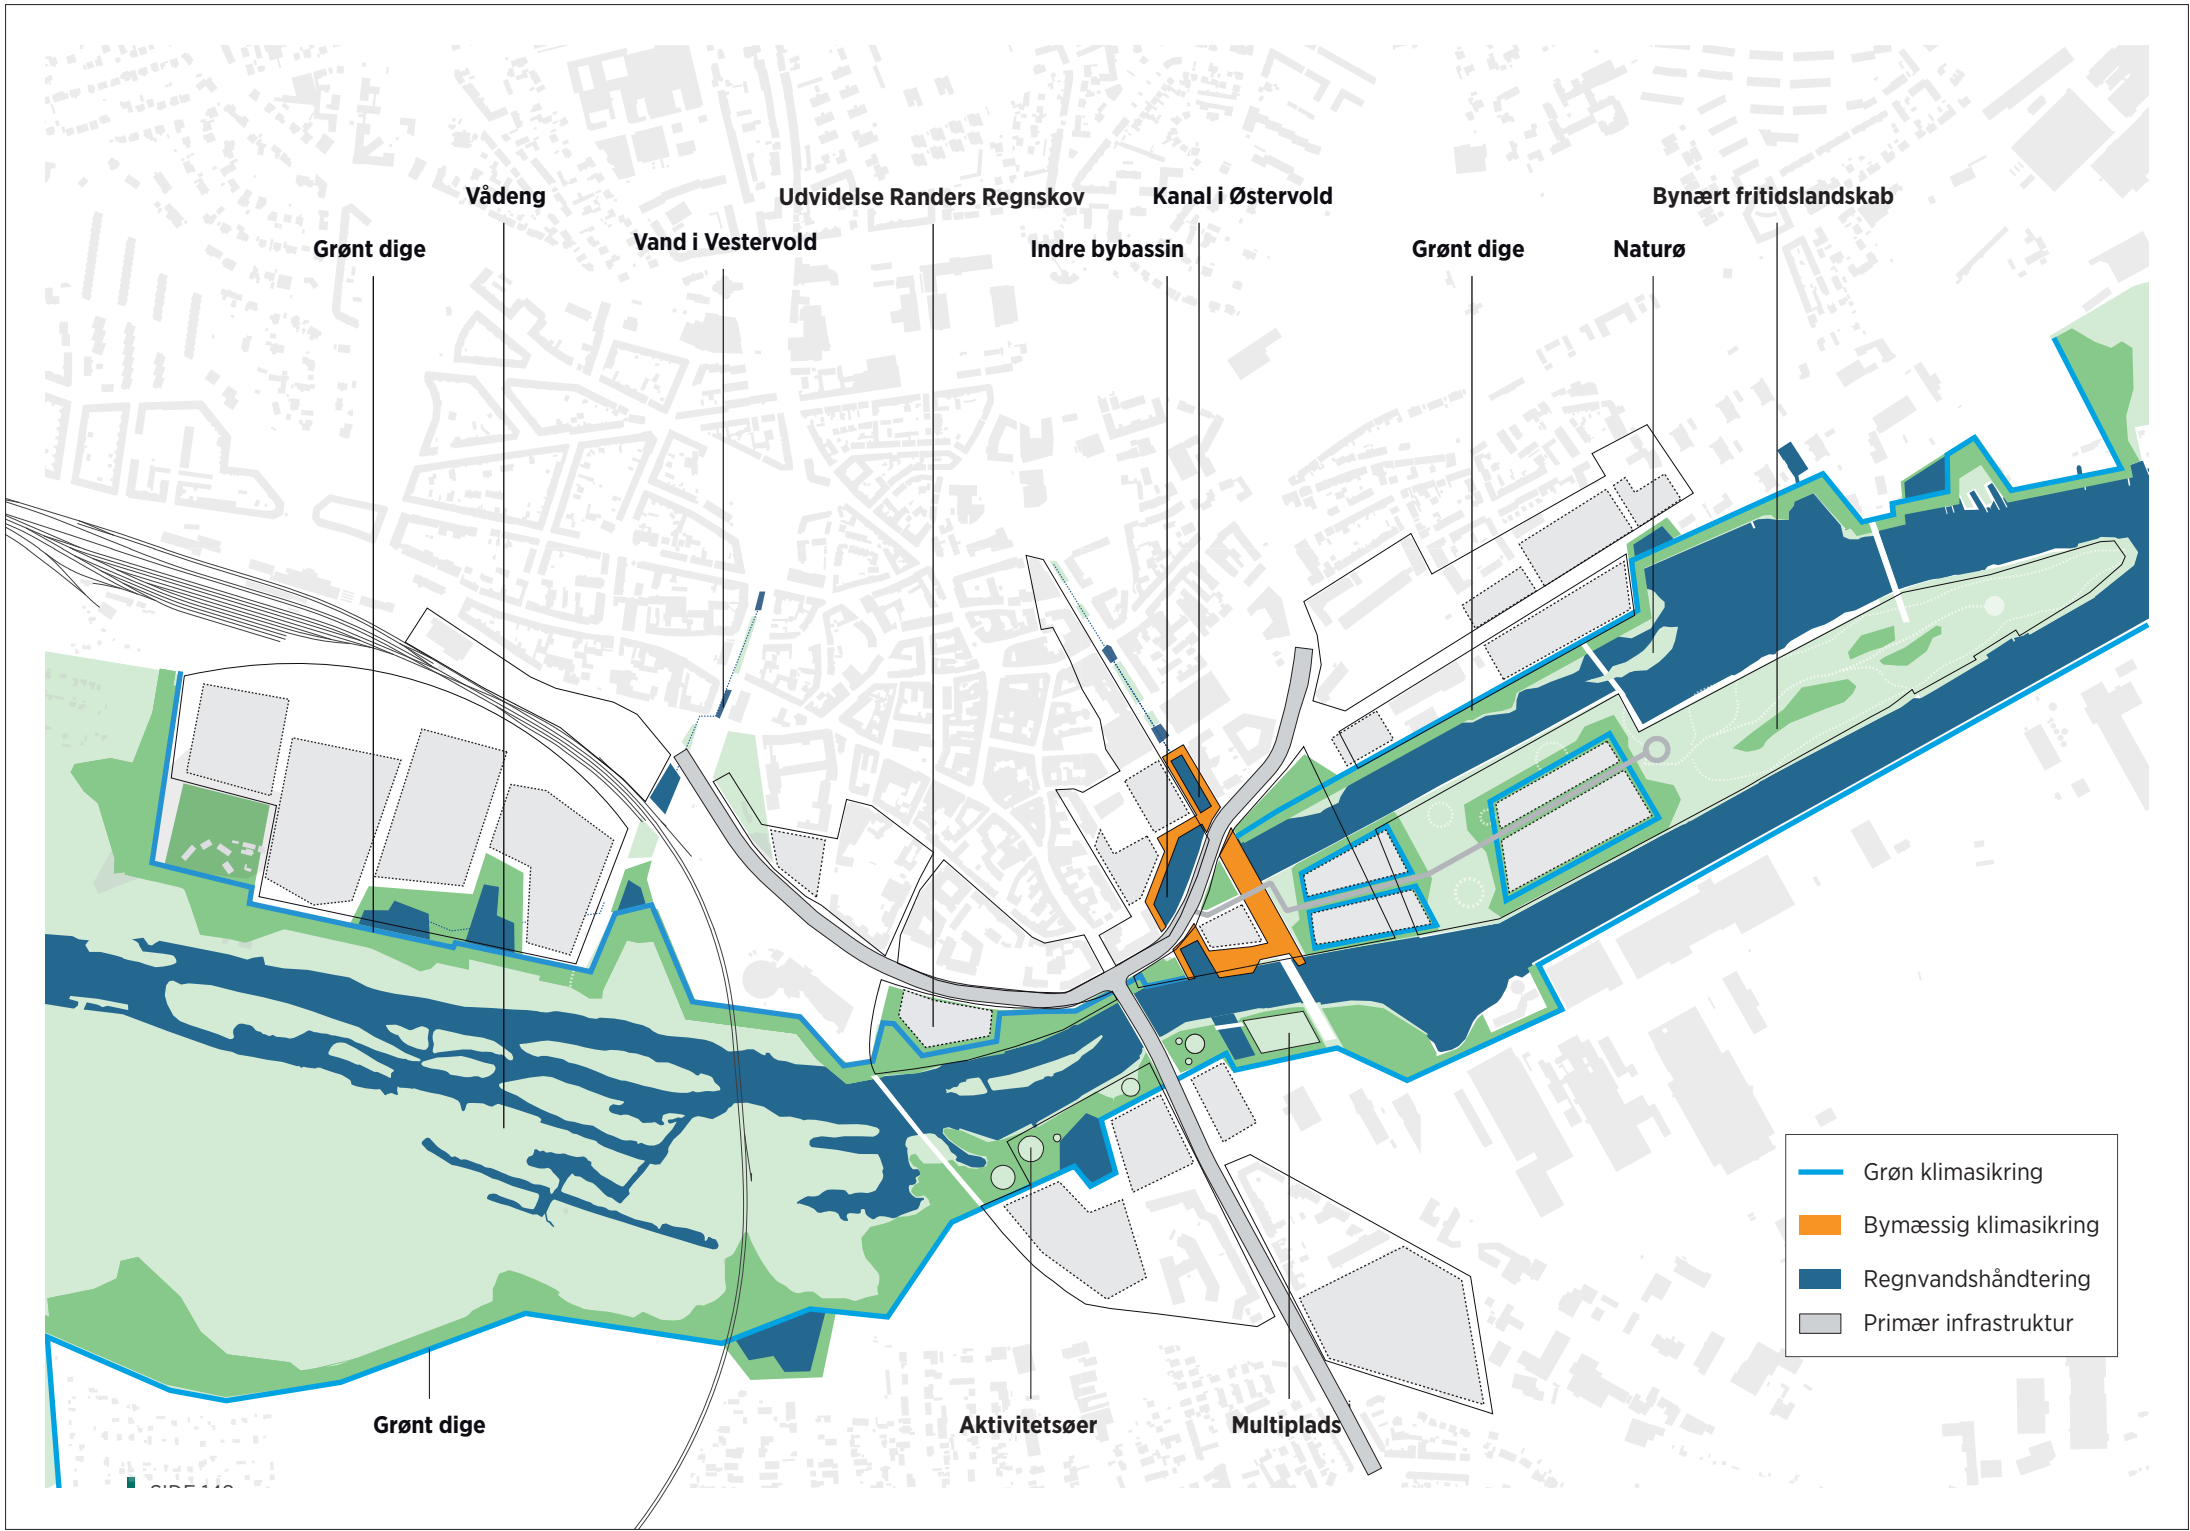 Vådeng
Udvidelse Randers Regnskov
Kanal i Østervold
Bynært fritidslandskab
Grønt dige
Vand i Vestervold
Indre bybassin
Grønt dige
Naturø
Grøn klimasikring
Bymæssig klimasikring
Regnvandshåndtering
Primær infrastruktur
Grønt dige
Aktivitetsøer
Multiplads